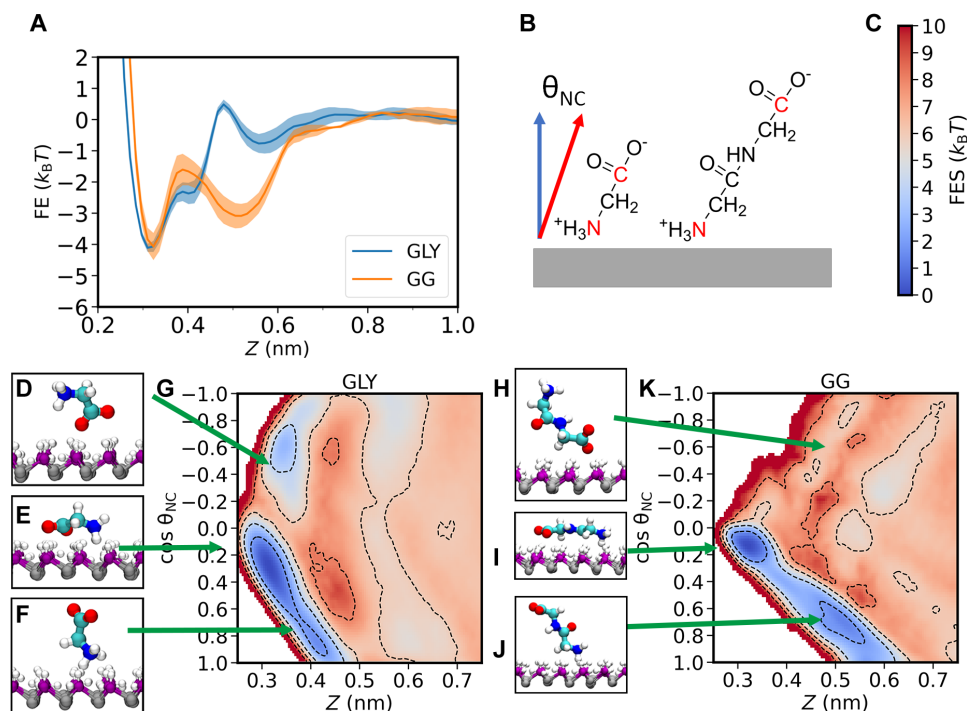 A
B
C
2
1
0
−1
−2
−3
−4
−5
−6
FE (kBT)
0.2
0.4
0.6
0.8
1.0
Z (nm)
GLY
GG
θNC
O
O-
C
CH2
+H3N
O
O-
C
CH2
HN
O
C
CH2
+H3N
10
9
8
7
6
5
4
3
2
1
0
FES (kBT)
D
E
F
G
GLY
−1.0
−0.8
−0.6
−0.4
−0.2
0.0
0.2
0.4
0.6
0.8
1.0
cos θNC
0.3
0.4
0.5
0.6
0.7
Z (nm)
H
I
J
K
GG
−1.0
−0.8
−0.6
−0.4
−0.2
0.0
0.2
0.4
0.6
0.8
1.0
cos θNC
0.3
0.4
0.5
0.6
0.7
Z (nm)